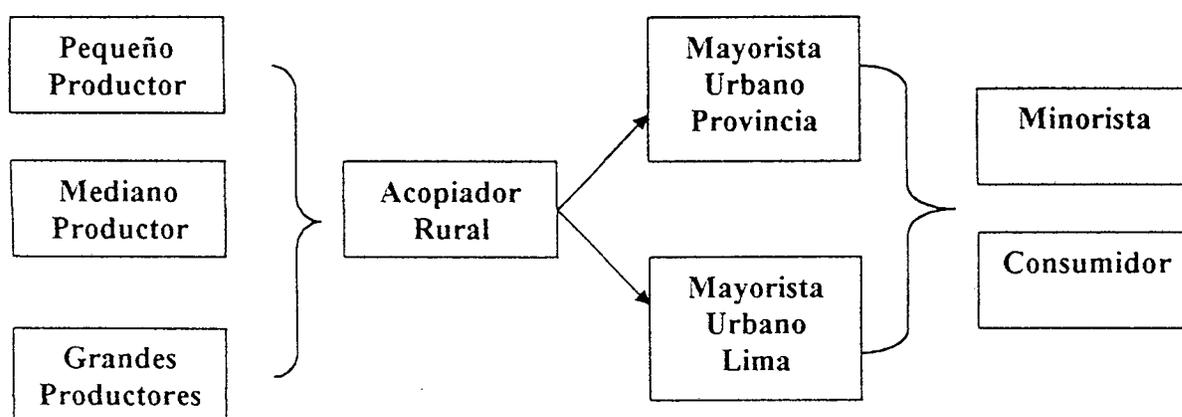 Pequeño
Productor
Mediano
Productor
Grandes
Productores
Acopiador
Rural
Mayorista
Urbano
Provincia
Mayorista
Urbano
Lima
Minorista
Consumidor